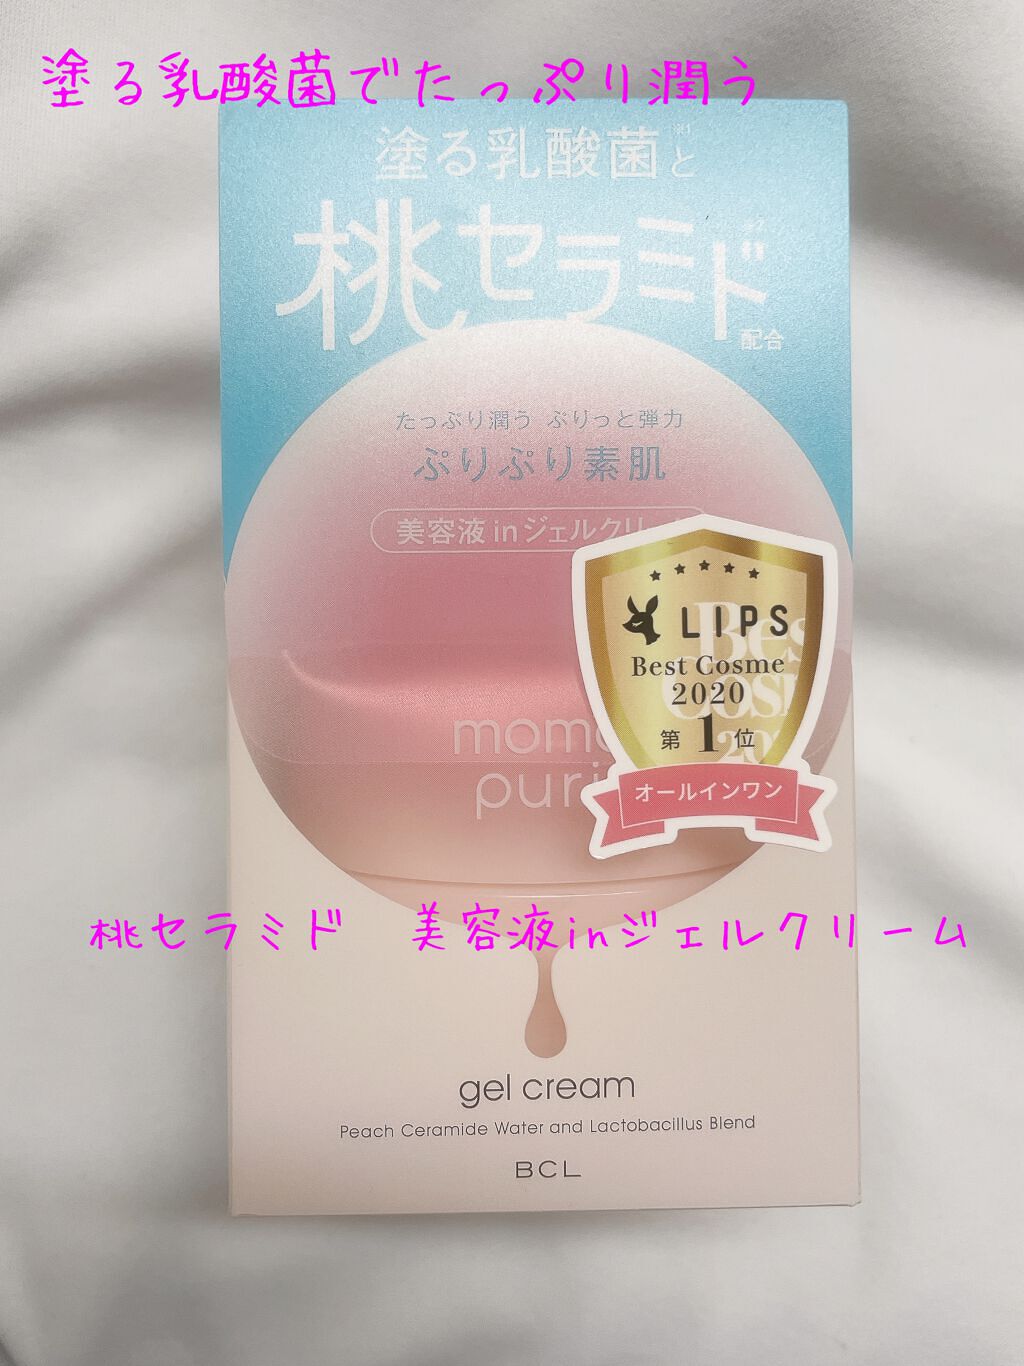 塗る乳酸菌でたっぷり潤う
塗る乳酸菌※1と
桃セラミド
配合
たっぷり潤う ぷりっと弾力
ぷりぷり素肌
美容液inジェルクリ
LIPS
Best Cosme
2020
第1位
オールインワン
mom
puri
桃セラミド 美容液inジェルクリーム
gel cream
Peach Ceramide Water and Lactobacillus Blend
BCL